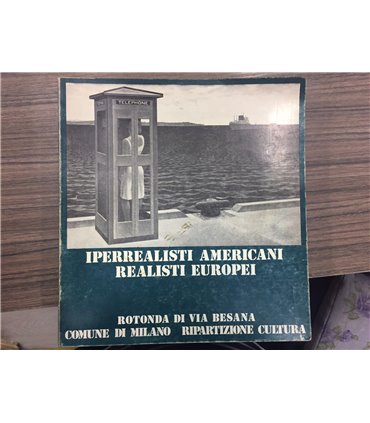 TELEPHONE
IPERREALISTI AMERICANI
REALISTI EUROPEI
ROTONDA DI VIA BESANA
COMUNE DI MILANO RIPARTIZIONE CULTURA